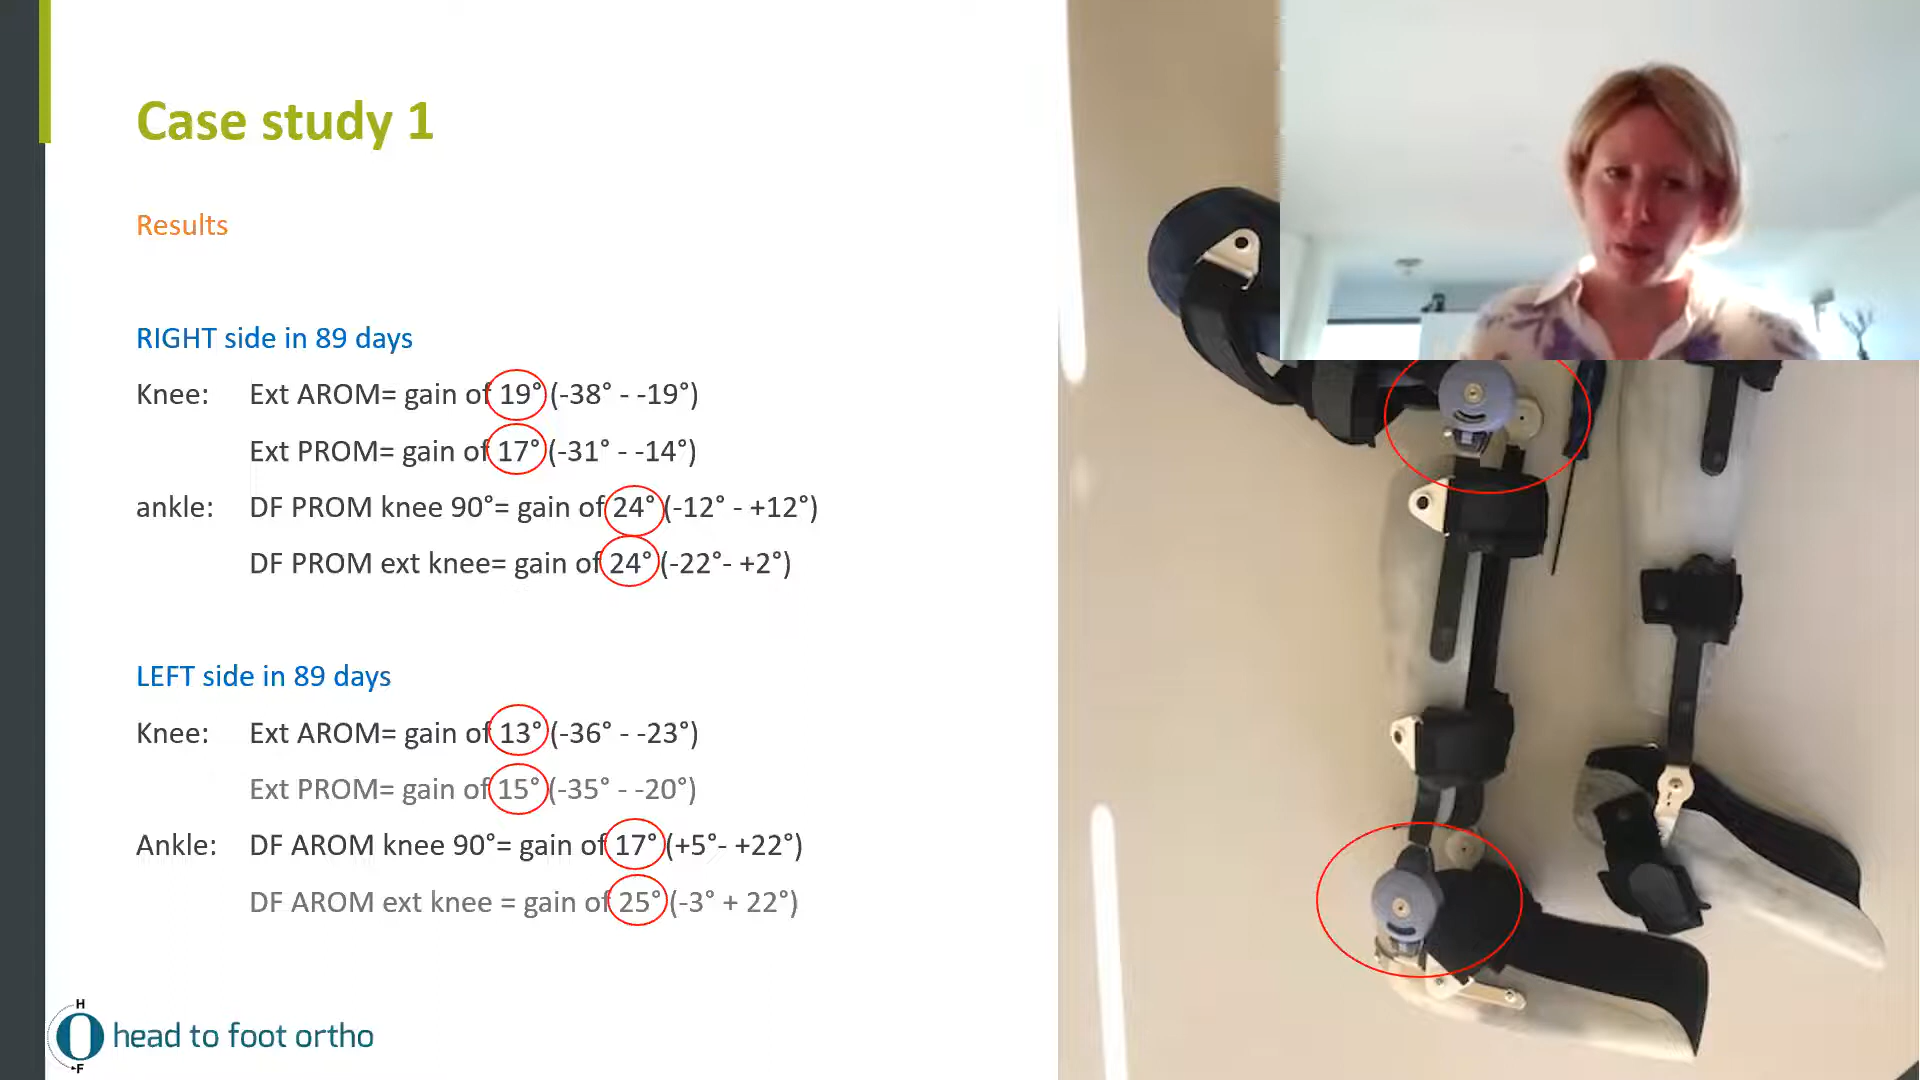 Case study 1
Results
RIGHT side in 89 days
Knee: Ext AROM= gain of 19° (-38° - -19°)
Ext PROM= gain of 17° (-31° - -14°)
ankle: DF PROM knee 90°= gain of 24° (-12° - +12°)
DF PROM ext knee= gain of 24° (-22°- +2°)
LEFT side in 89 days
Knee: Ext AROM= gain of 13° (-36° - -23°)
Ext PROM= gain of 15° (-35° - -20°)
Ankle: DF AROM knee 90°= gain of 17° (+5°- +22°)
DF AROM ext knee = gain of 25° (-3° + 22°)
H
head to foot ortho
F